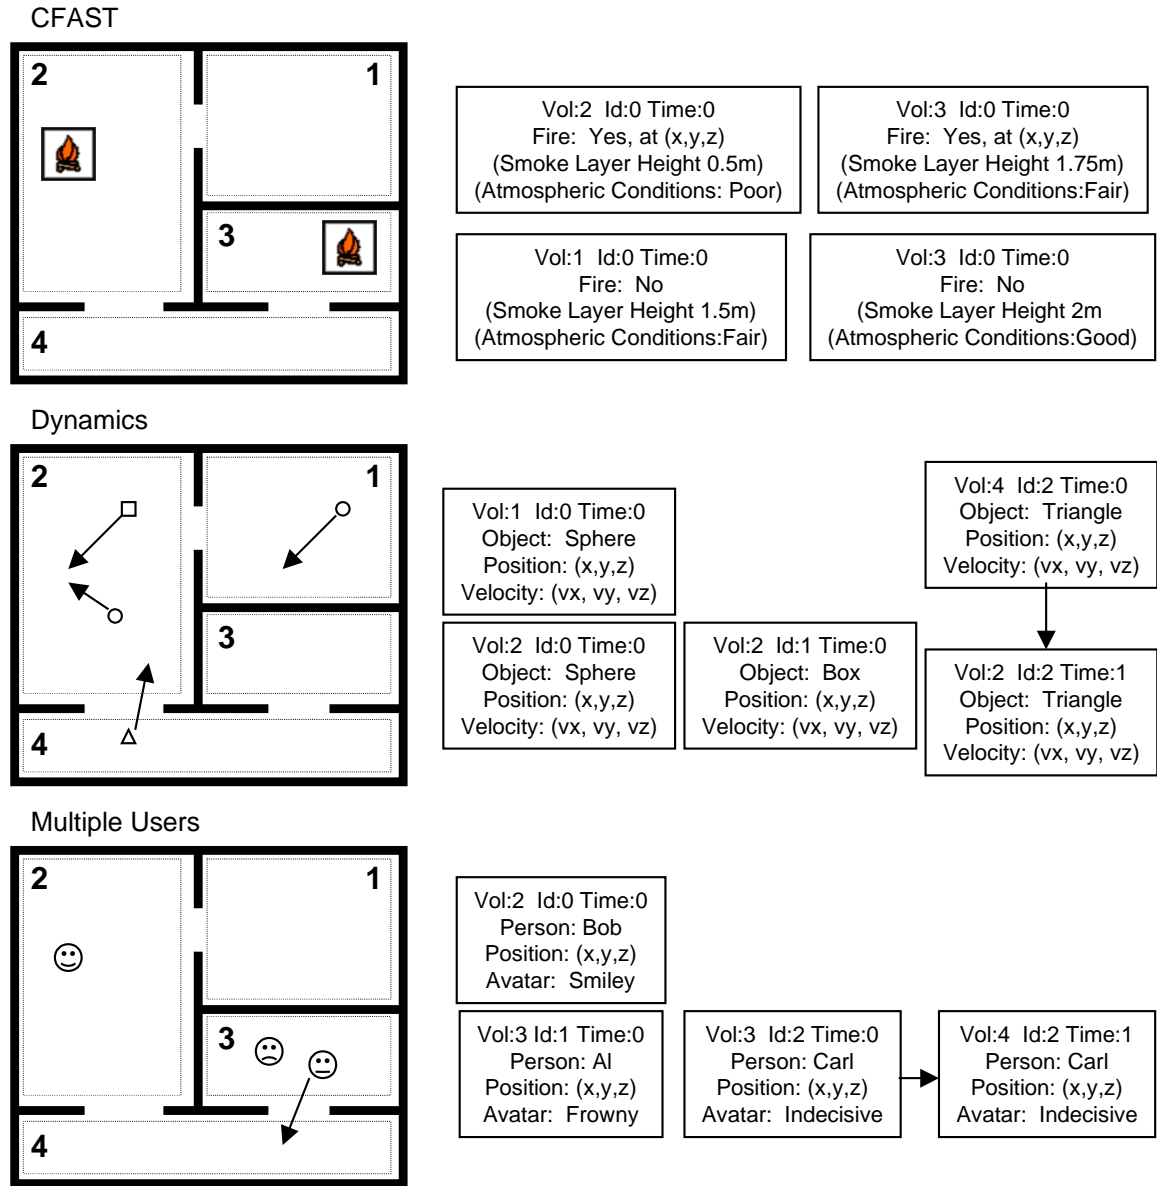 CFAST
2
1
3
4
Vol:2 Id:0 Time:0
Fire: Yes, at (x,y,z)
(Smoke Layer Height 0.5m)
(Atmospheric Conditions: Poor)
Vol:3 Id:0 Time:0
Fire: Yes, at (x,y,z)
(Smoke Layer Height 1.75m)
(Atmospheric Conditions:Fair)
Vol:1 Id:0 Time:0
Fire: No
(Smoke Layer Height 1.5m)
(Atmospheric Conditions:Fair)
Vol:3 Id:0 Time:0
Fire: No
(Smoke Layer Height 2m
(Atmospheric Conditions:Good)
Dynamics
2
1
3
4
Vol:1 Id:0 Time:0
Object: Sphere
Position: (x,y,z)
Velocity: (vx, vy, vz)
Vol:2 Id:0 Time:0
Object: Sphere
Position: (x,y,z)
Velocity: (vx, vy, vz)
Vol:2 Id:1 Time:0
Object: Box
Position: (x,y,z)
Velocity: (vx, vy, vz)
Vol:4 Id:2 Time:0
Object: Triangle
Position: (x,y,z)
Velocity: (vx, vy, vz)
Vol:2 Id:2 Time:1
Object: Triangle
Position: (x,y,z)
Velocity: (vx, vy, vz)
Multiple Users
2
1
3
4
Vol:2 Id:0 Time:0
Person: Bob
Position: (x,y,z)
Avatar: Smiley
Vol:3 Id:1 Time:0
Person: Al
Position: (x,y,z)
Avatar: Frowny
Vol:3 Id:2 Time:0
Person: Carl
Position: (x,y,z)
Avatar: Indecisive
Vol:4 Id:2 Time:1
Person: Carl
Position: (x,y,z)
Avatar: Indecisive